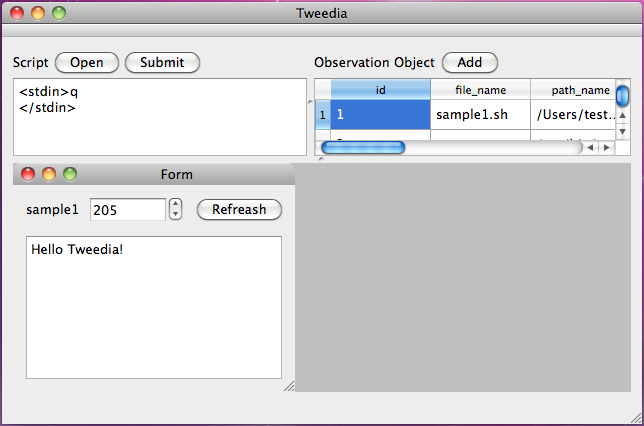 Tweedia
Script Open Submit
Observation Object Add
<stdin>q
</stdin>
id file_name path_name
1 1 sample1.sh /Users/test...
Form
sample1 205 Refreash
Hello Tweedia!